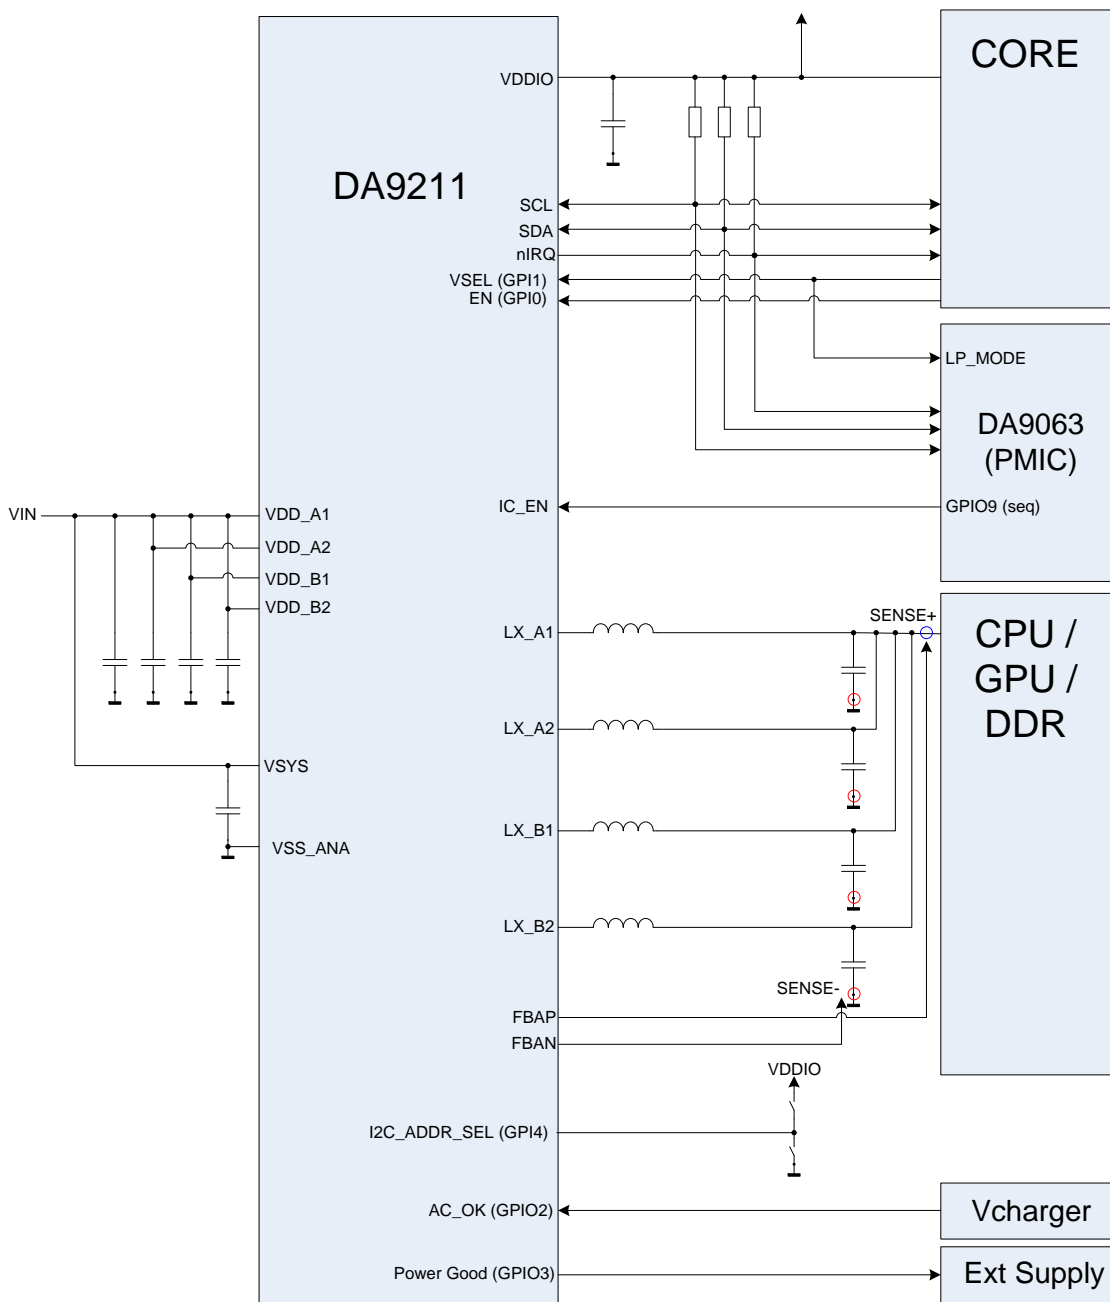 CORE
VDDIO
DA9211
SCL
SDA
nIRQ
VSEL (GPI1)
EN (GPI0)
LP_MODE
DA9063
(PMIC)
VIN
VDD_A1
IC_EN
GPIO9 (seq)
VDD_A2
VDD_B1
VDD_B2
SENSE+
LX_A1
CPU /
GPU /
DDR
LX_A2
VSYS
LX_B1
VSS_ANA
LX_B2
SENSE-
FBAP
FBAN
VDDIO
I2C_ADDR_SEL (GPI4)
AC_OK (GPIO2)
Vcharger
Power Good (GPIO3)
Ext Supply